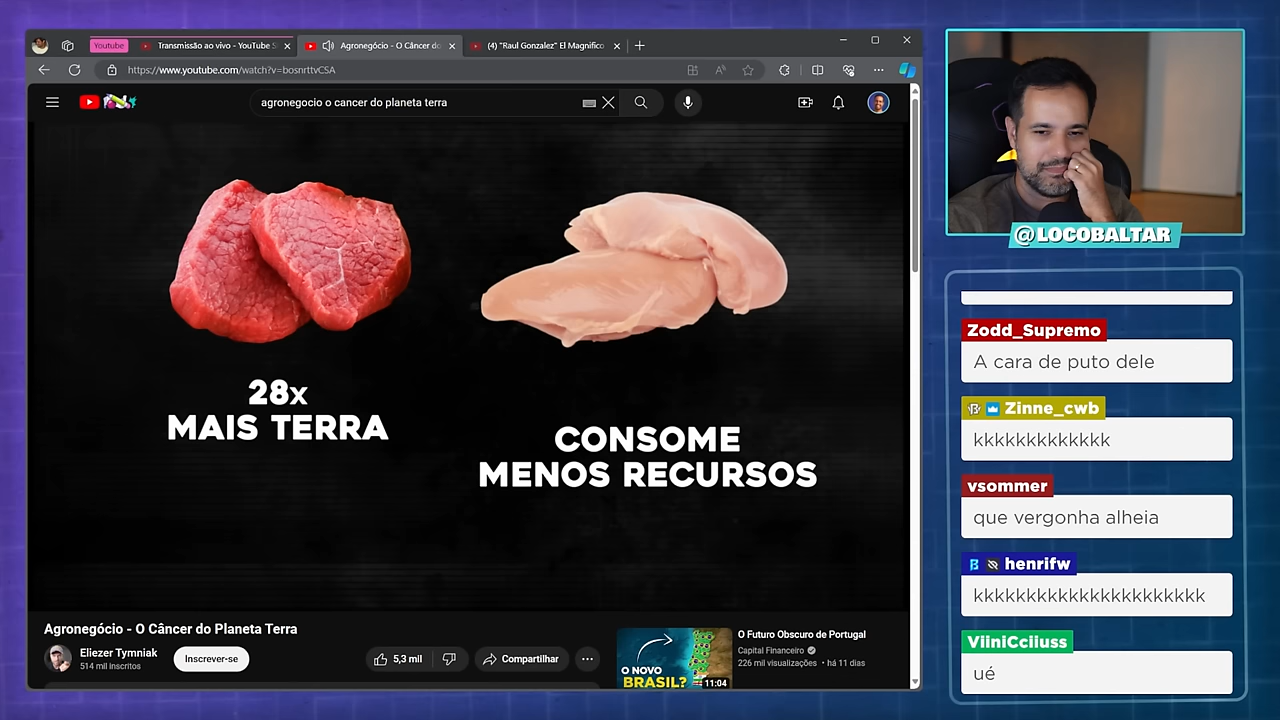 Youtube
Transmissão ao vivo - YouTube S
Agronegócio - O Câncer do
(4) "Raul Gonzalez" El Magnifico
https://www.youtube.com/watch?v=bosnrttvCSA
agronegocio o cancer do planeta terra
28x
MAIS TERRA
CONSOME
MENOS RECURSOS
Agronegócio - O Câncer do Planeta Terra
Eliezer Tymniak
514 mil inscritos
Inscrever-se
5,3 mil
Compartilhar
O NOVO
BRASIL?
11:04
O Futuro Obscuro de Portugal
Capital Financeiro
226 mil visualizações • há 11 dias
@LOCOBALTAR
Zodd_Supremo
A cara de puto dele
Zinne_cwb
kkkkkkkkkkkkk
vsommer
que vergonha alheia
henrifw
kkkkkkkkkkkkkkkkkkkkkk
ViiniCciiuss
ué